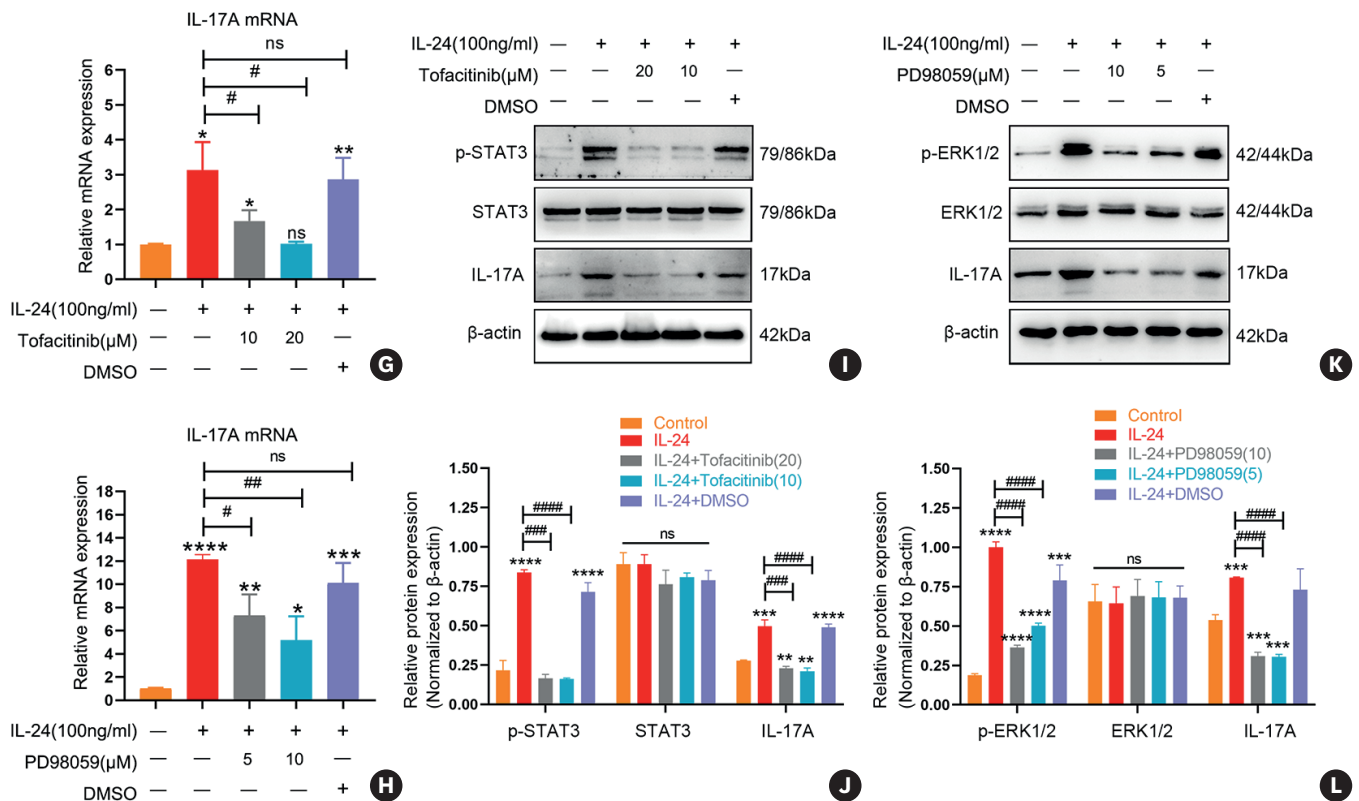 IL-17A mRNA
ns
#
#
*
*
ns
**
Relative mRNA expression
6
5
4
3
2
1
0
IL-24(100ng/ml) — + + + +
Tofacitinib(μM) — — 10 20 —
DMSO — — — — +
G
IL-24(100ng/ml) — + + + +
Tofacitinib(μM) — — 20 10 —
DMSO — — — — +
p-STAT3 79/86kDa
STAT3 79/86kDa
IL-17A 17kDa
β-actin 42kDa
I
IL-24(100ng/ml) — + + + +
PD98059(μM) — — 10 5 —
DMSO — — — — +
p-ERK1/2 42/44kDa
ERK1/2 42/44kDa
IL-17A 17kDa
β-actin 42kDa
K
IL-17A mRNA
ns
##
#
****
**
*
***
Relative mRNA expression
18
16
14
12
10
8
6
4
2
0
IL-24(100ng/ml) — + + + +
PD98059(μM) — — 5 10 —
DMSO — — — — +
H
Control
IL-24
IL-24+Tofacitinib(20)
IL-24+Tofacitinib(10)
IL-24+DMSO
Relative protein expression
(Normalized to β-actin)
1.50
1.25
1.00
0.75
0.50
0.25
0.00
####
###
****
****
ns
####
###
***
** **
****
p-STAT3 STAT3 IL-17A
J
Control
IL-24
IL-24+PD98059(10)
IL-24+PD98059(5)
IL-24+DMSO
Relative protein expression
(Normalized to β-actin)
1.50
1.25
1.00
0.75
0.50
0.25
0.00
####
####
****
****
****
***
ns
####
####
***
***
***
p-ERK1/2 ERK1/2 IL-17A
L